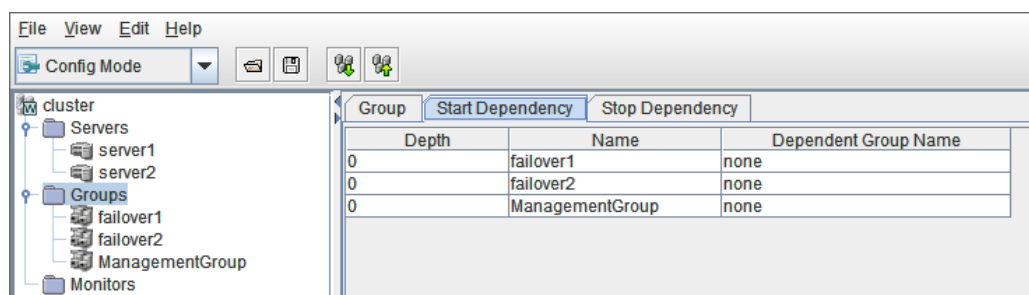 File View Edit Help
Config Mode
cluster
Servers
server1
server2
Groups
failover1
failover2
ManagementGroup
Monitors
Group Start Dependency Stop Dependency
Depth Name Dependent Group Name
0 failover1 none
0 failover2 none
0 ManagementGroup none